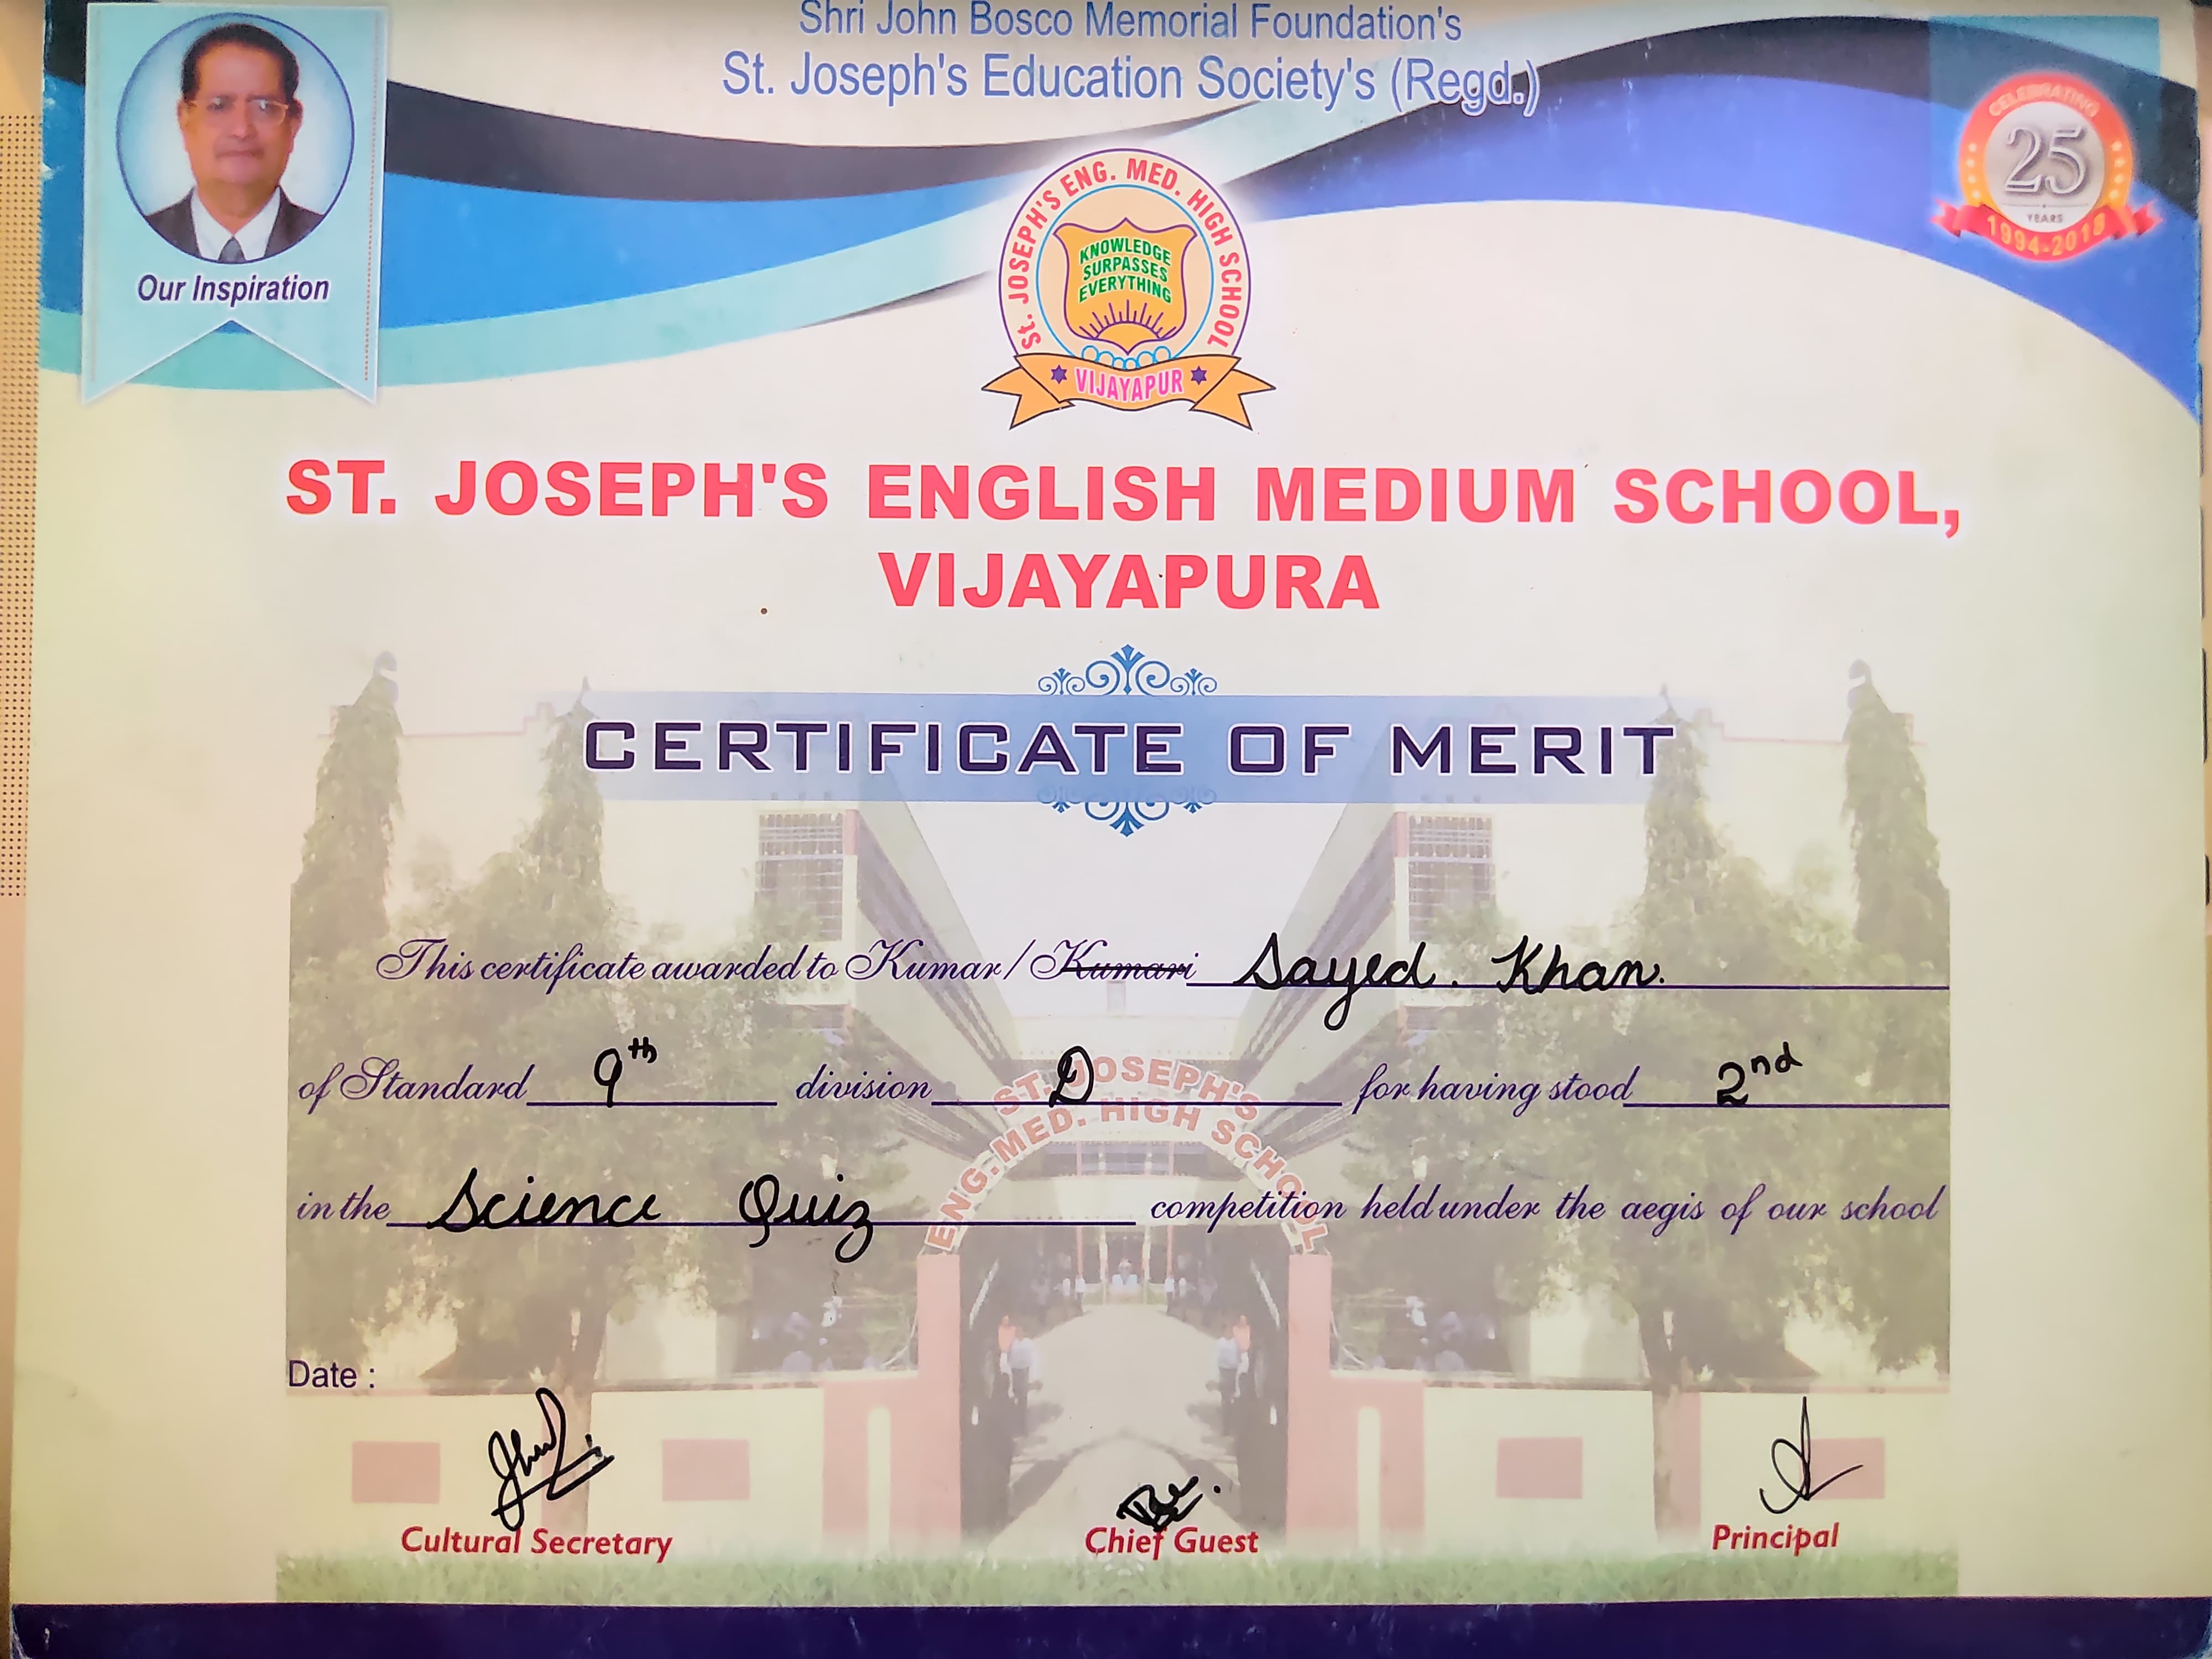 Shri John Bosco Memorial Foundation's
St. Joseph's Education Society's (Regd.)
Our Inspiration
CELEBRATING
25
YEARS
1994-2018
St. JOSEPH'S ENG. MED. HIGH SCHOOL
KNOWLEDGE
SURPASSES
EVERYTHING
VIJAYAPUR
ST. JOSEPH'S ENGLISH MEDIUM SCHOOL,
VIJAYAPURA
CERTIFICATE OF MERIT
This certificate awarded to Kumar/ Kumari Sayed. Khan.
of Standard 9th division D for having stood 2nd
in the Science Quiz competition held under the aegis of our school
ST. JOSEPH'S
ENG. MED. HIGH SCHOOL
Date :
Cultural Secretary Chief Guest Principal